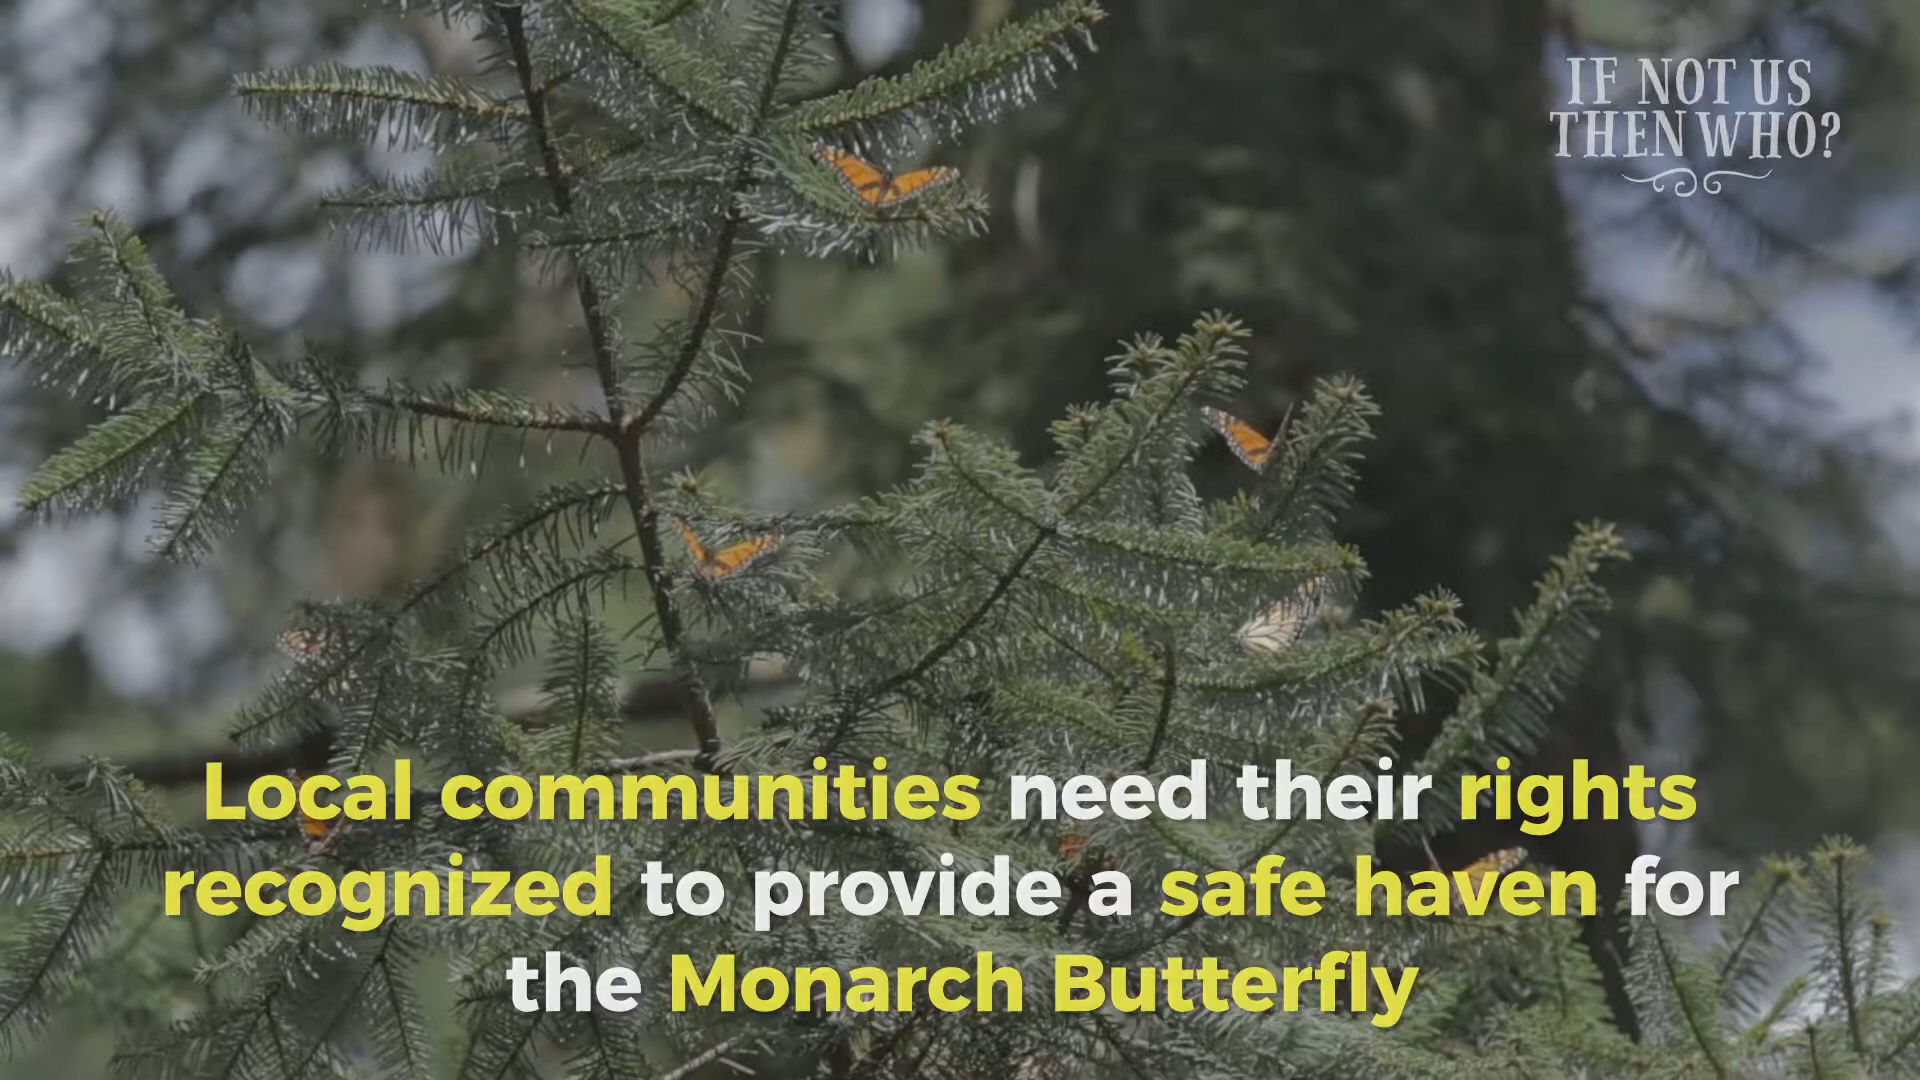 IF NOT US
THEN WHO?
Local communities need their rights
recognized to provide a safe haven for
the Monarch Butterfly